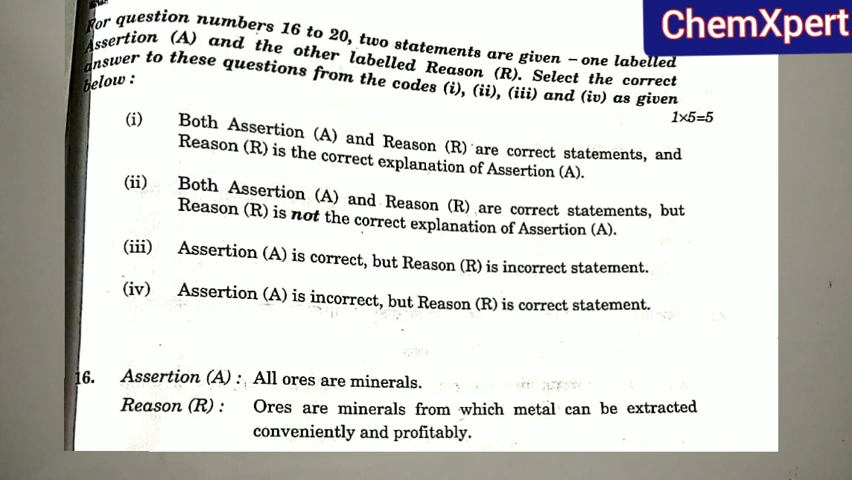 ChemXpert
For question numbers 16 to 20, two statements are given – one labelled
Assertion (A) and the other labelled Reason (R). Select the correct
answer to these questions from the codes (i), (ii), (iii) and (iv) as given
below :
1×5=5
(i) Both Assertion (A) and Reason (R) are correct statements, and
Reason (R) is the correct explanation of Assertion (A).
(ii) Both Assertion (A) and Reason (R) are correct statements, but
Reason (R) is not the correct explanation of Assertion (A).
(iii) Assertion (A) is correct, but Reason (R) is incorrect statement.
(iv) Assertion (A) is incorrect, but Reason (R) is correct statement.
16. Assertion (A) : All ores are minerals.
Reason (R) : Ores are minerals from which metal can be extracted
conveniently and profitably.